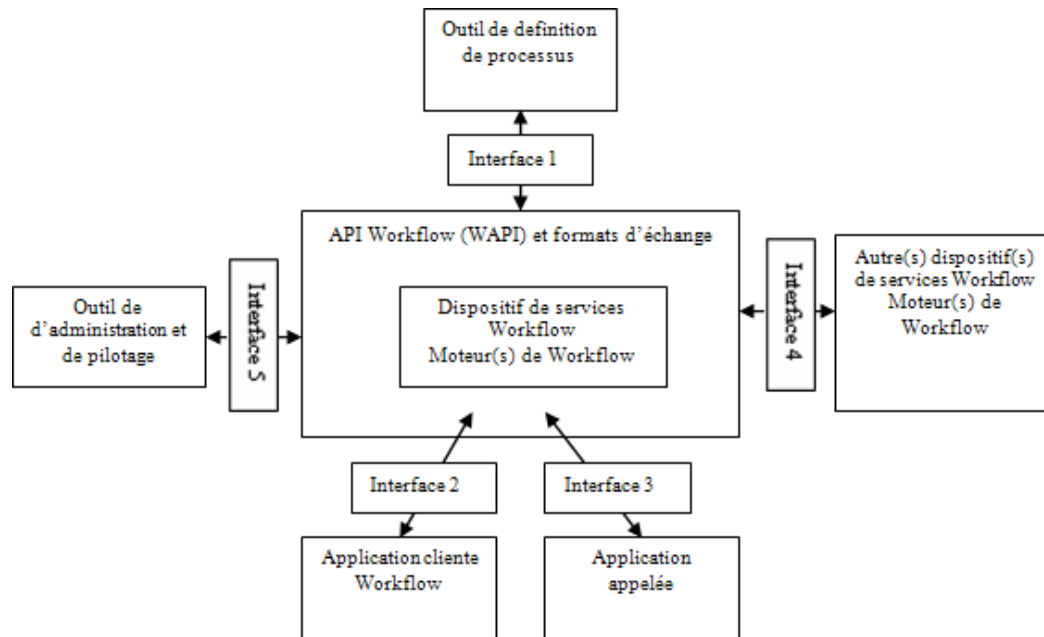 Outil de definition
de processus
Interface 1
API Workflow (WAPI) et formats d'échange
Dispositif de services
Workflow
Moteur(s) de Workflow
Interface 4
Autre(s) dispositif(s)
de services Workflow
Moteur(s) de
Workflow
Outil de
d'administration et
de pilotage
Interface 5
Interface 2
Interface 3
Application cliente
Workflow
Application
appelée